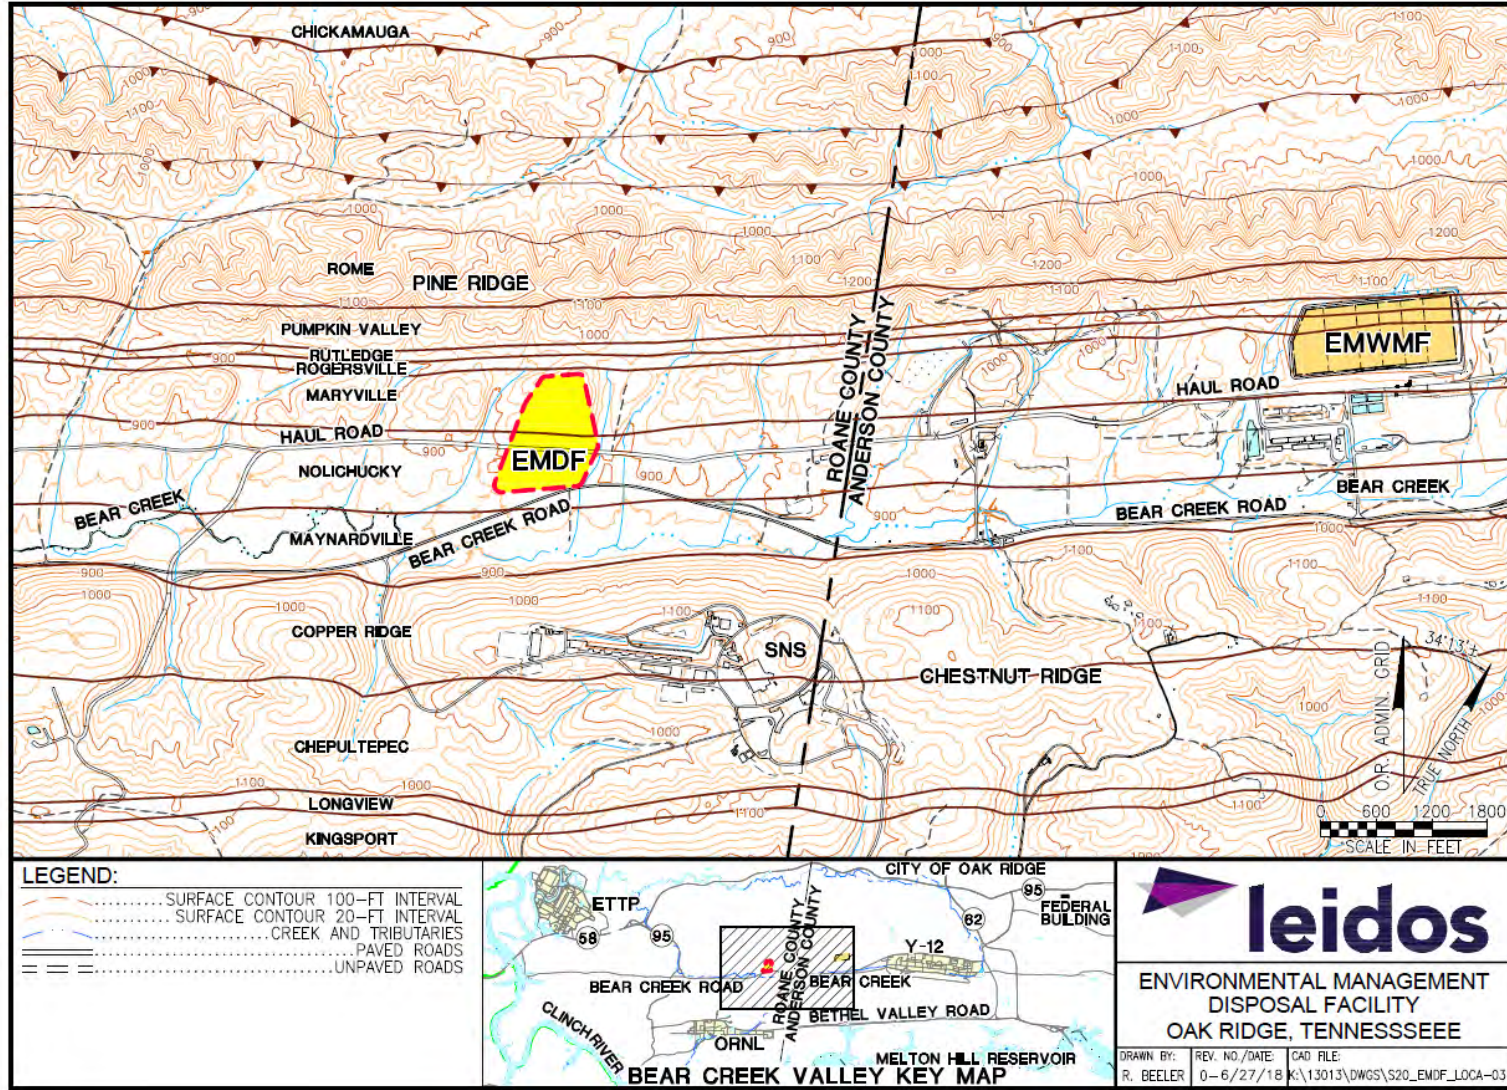 CHICKAMAUGA
ROME
PINE RIDGE
PUMPKIN VALLEY
RUTLEDGE
ROGERSVILLE
MARYVILLE
HAUL ROAD
NOLICHUCKY
EMDF
BEAR CREEK
MAYNARDVILLE
BEAR CREEK ROAD
ROANE COUNTY
ANDERSON COUNTY
EMWMF
HAUL ROAD
BEAR CREEK
BEAR CREEK ROAD
COPPER RIDGE
SNS
CHESTNUT RIDGE
CHEPULTEPEC
LONGVIEW
KINGSPORT
O.R. ADMIN. GRID
34°13'±
TRUE NORTH
0 600 1200 1800
SCALE IN FEET
LEGEND:
SURFACE CONTOUR 100-FT INTERVAL
SURFACE CONTOUR 20-FT INTERVAL
CREEK AND TRIBUTARIES
PAVED ROADS
UNPAVED ROADS
CITY OF OAK RIDGE
ETTP
58
95
62
95
FEDERAL
BUILDING
Y-12
BEAR CREEK ROAD
ROANE COUNTY
ANDERSON COUNTY
BEAR CREEK
BETHEL VALLEY ROAD
CLINCH RIVER
ORNL
MELTON HILL RESERVOIR
BEAR CREEK VALLEY KEY MAP
leidos
ENVIRONMENTAL MANAGEMENT
DISPOSAL FACILITY
OAK RIDGE, TENNESSSEEE
DRAWN BY:
R. BEELER
REV. NO./DATE:
0-6/27/18
CAD FILE:
K:\13013\DWGS\S20_EMDF_LOCA-03